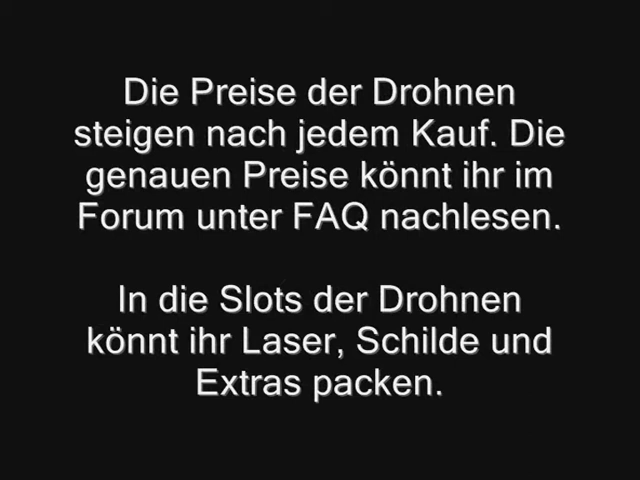 Die Preise der Drohnen
steigen nach jedem Kauf. Die
genauen Preise könnt ihr im
Forum unter FAQ nachlesen.
In die Slots der Drohnen
könnt ihr Laser, Schilde und
Extras packen.